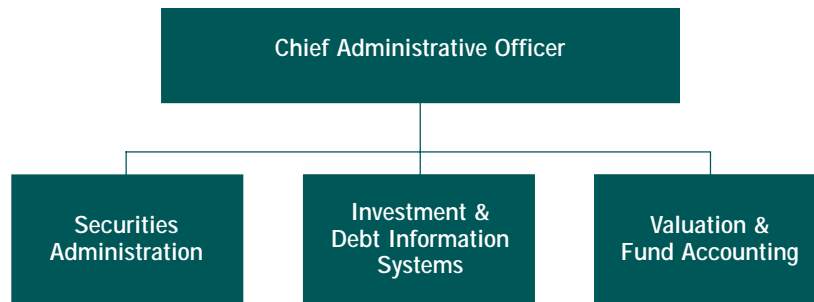 Chief Administrative Officer
Securities
Administration
Investment &
Debt Information
Systems
Valuation &
Fund Accounting